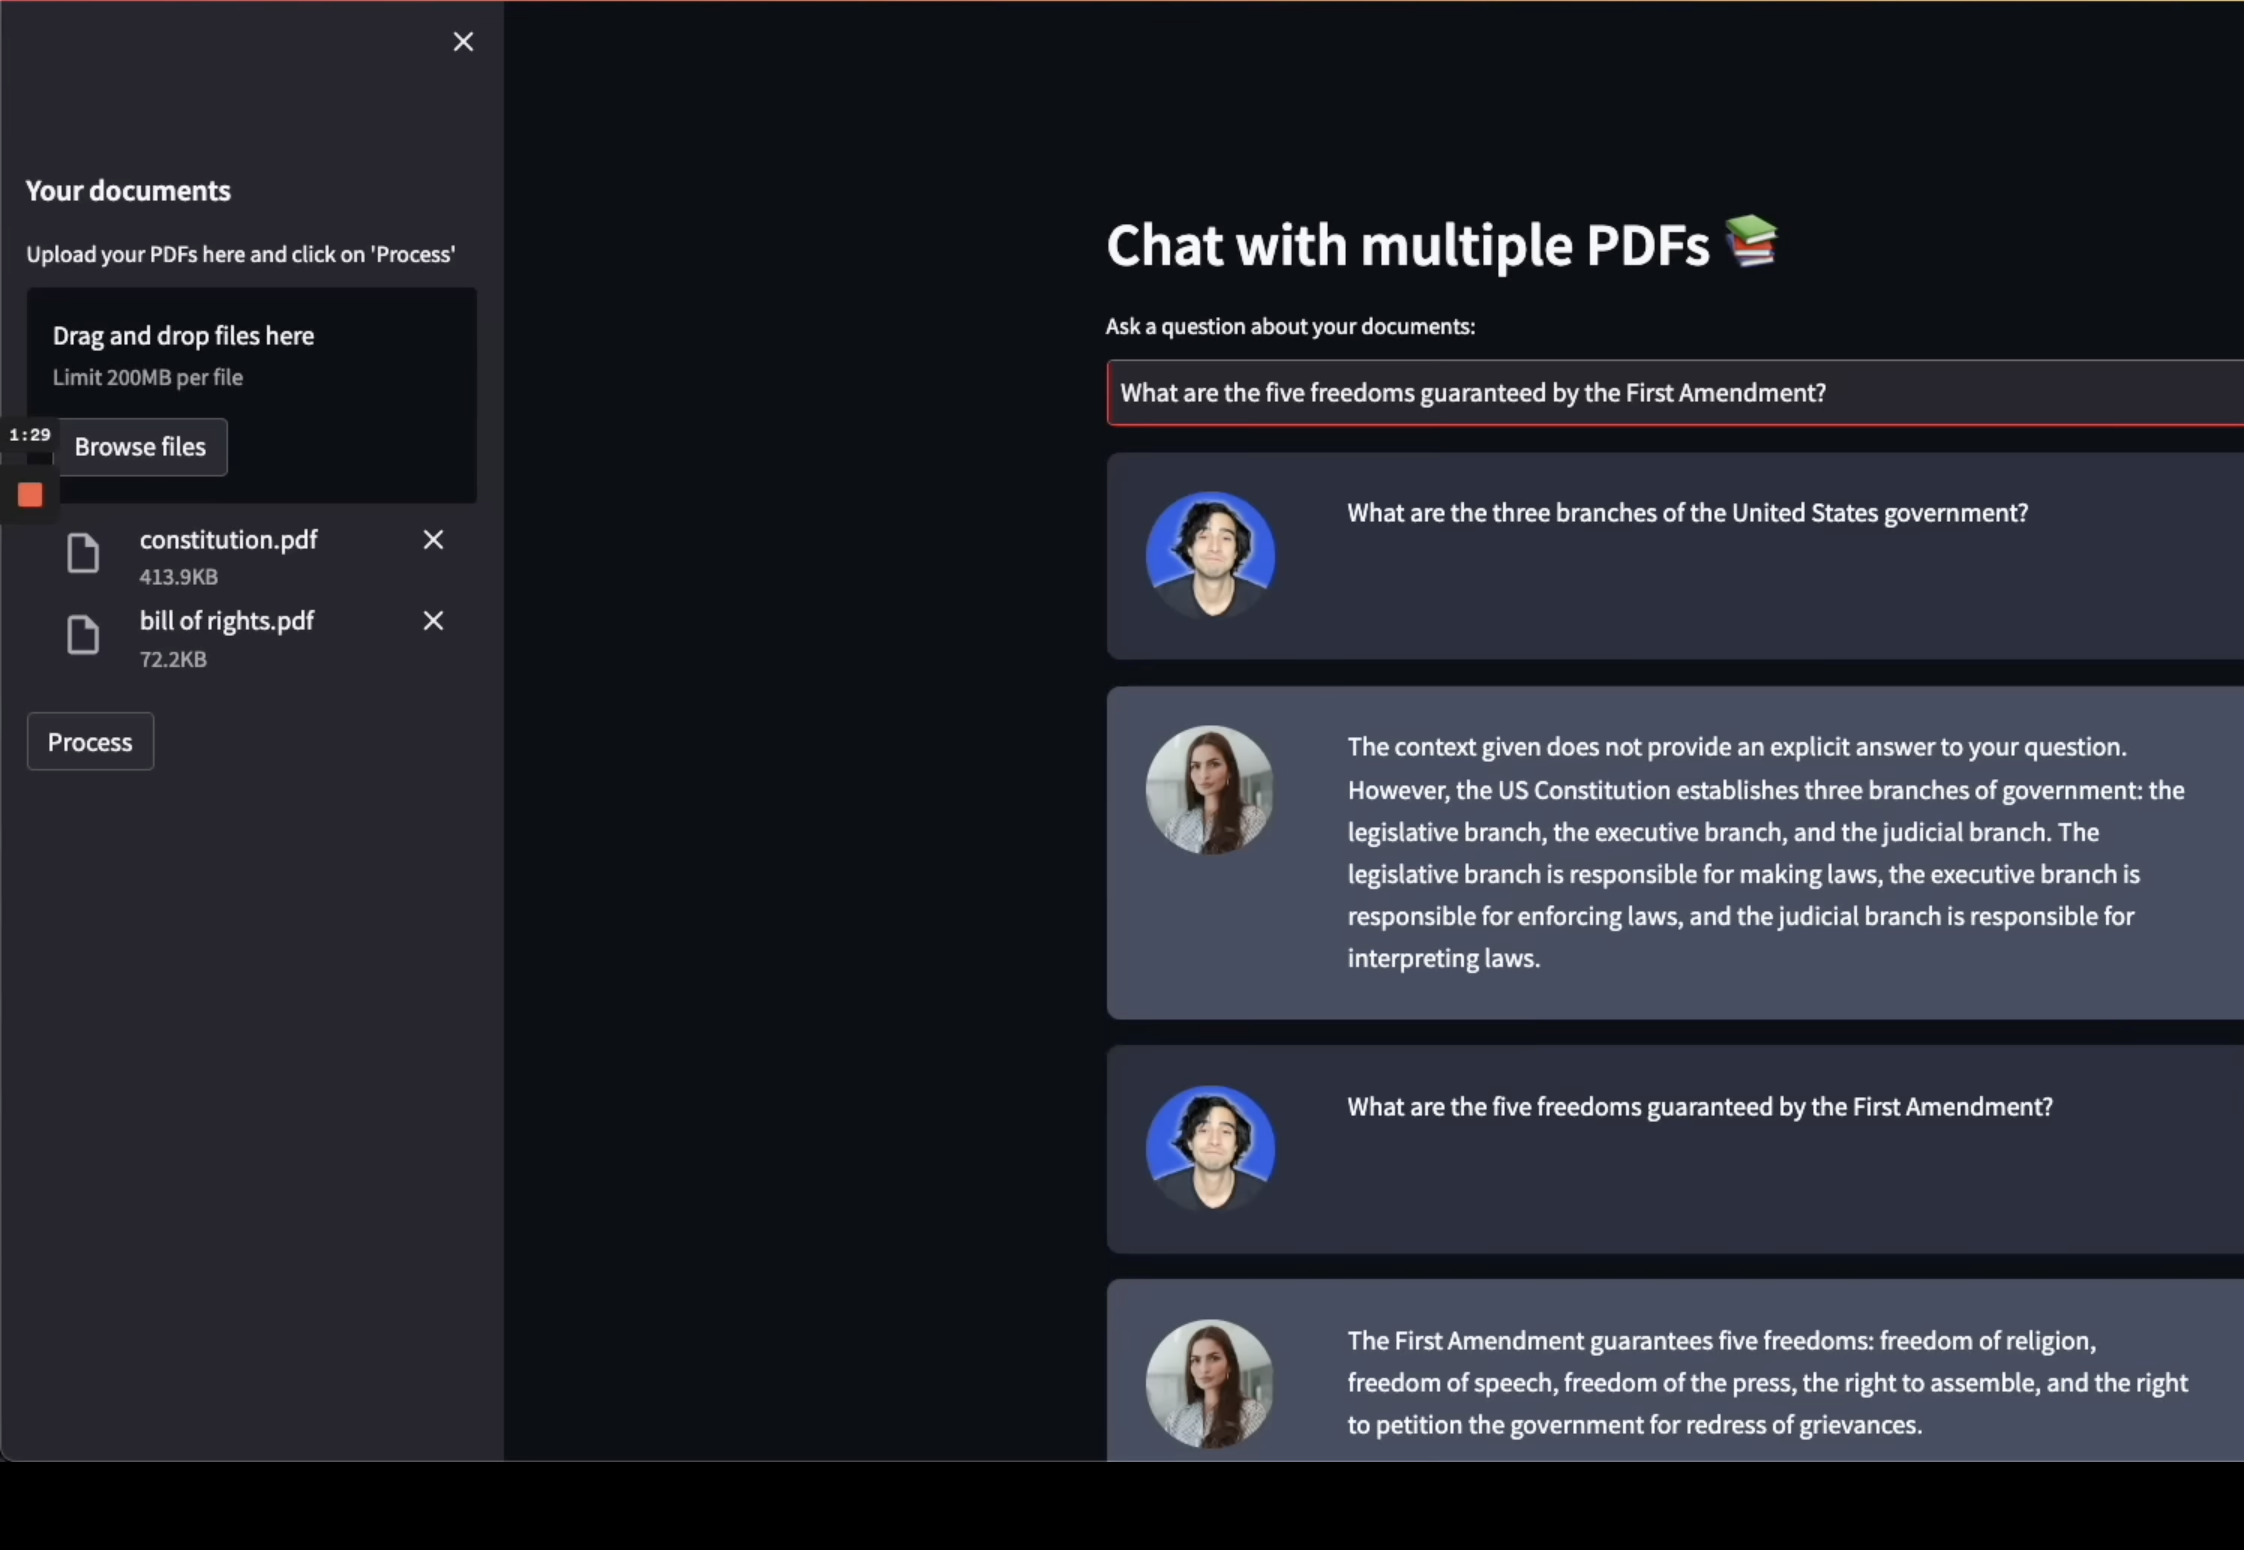 Your documents
Upload your PDFs here and click on 'Process'
Drag and drop files here
Limit 200MB per file
1:29
Browse files
constitution.pdf
413.9KB
bill of rights.pdf
72.2KB
Process
Chat with multiple PDFs 📚
Ask a question about your documents:
What are the five freedoms guaranteed by the First Amendment?
What are the three branches of the United States government?
The context given does not provide an explicit answer to your question.
However, the US Constitution establishes three branches of government: the
legislative branch, the executive branch, and the judicial branch. The
legislative branch is responsible for making laws, the executive branch is
responsible for enforcing laws, and the judicial branch is responsible for
interpreting laws.
What are the five freedoms guaranteed by the First Amendment?
The First Amendment guarantees five freedoms: freedom of religion,
freedom of speech, freedom of the press, the right to assemble, and the right
to petition the government for redress of grievances.